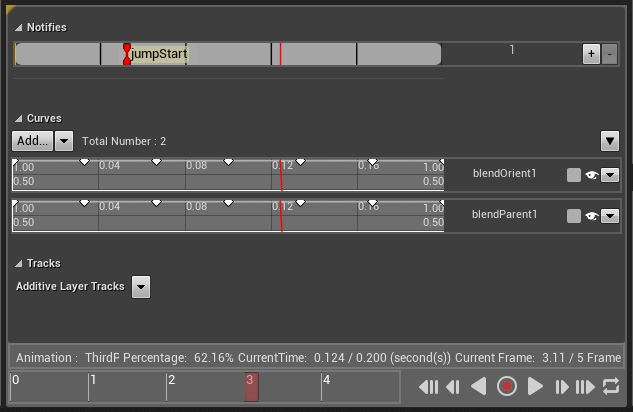 Notifies
jumpStart 1 + -
Curves
Add... Total Number : 2
1.00 0.04 0.08 0.12 0.16 1.00
0.50 0.50
blendOrient1
1.00 0.04 0.08 0.12 0.16 1.00
0.50 0.50
blendParent1
Tracks
Additive Layer Tracks
Animation : ThirdF Percentage: 62.16% CurrentTime: 0.124 / 0.200 (second(s)) Current Frame: 3.11 / 5 Frame
0 1 2 3 4